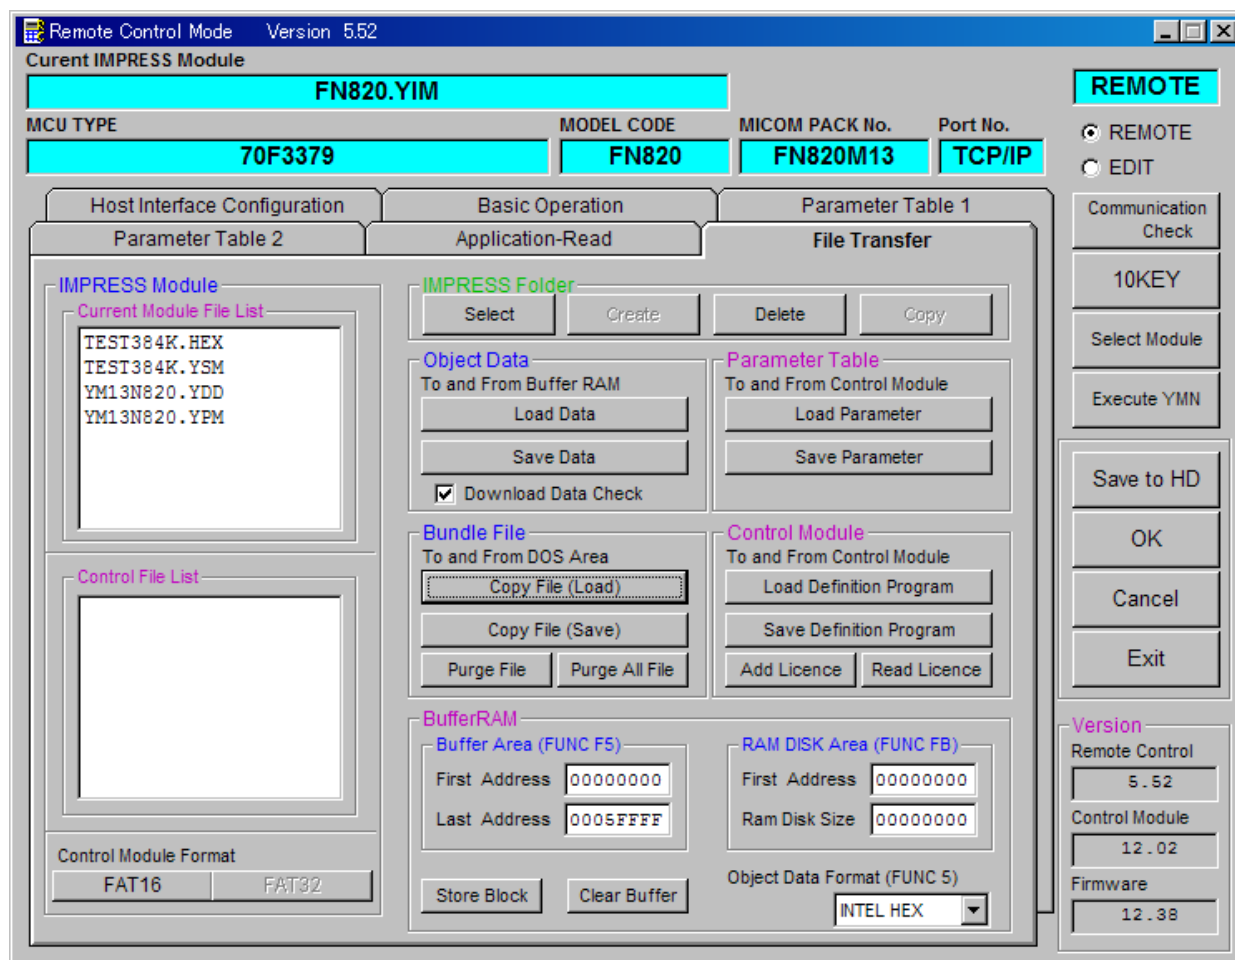 Remote Control Mode Version 5.52
Curent IMPRESS Module
FN820.YIM
REMOTE
MCU TYPE
MODEL CODE
MICOM PACK No.
Port No.
70F3379
FN820
FN820M13
TCP/IP
REMOTE
EDIT
Host Interface Configuration
Basic Operation
Parameter Table 1
Parameter Table 2
Application-Read
File Transfer
IMPRESS Module
Current Module File List
TEST384K.HEX
TEST384K.YSM
YM13N820.YDD
YM13N820.YPM
Control File List
Control Module Format
FAT16
FAT32
IMPRESS Folder
Select
Create
Delete
Copy
Object Data
To and From Buffer RAM
Load Data
Save Data
Download Data Check
Parameter Table
To and From Control Module
Load Parameter
Save Parameter
Bundle File
To and From DOS Area
Copy File (Load)
Copy File (Save)
Purge File
Purge All File
Control Module
To and From Control Module
Load Definition Program
Save Definition Program
Add Licence
Read Licence
BufferRAM
Buffer Area (FUNC F5)
First Address 00000000
Last Address 0005FFFF
RAM DISK Area (FUNC FB)
First Address 00000000
Ram Disk Size 00000000
Store Block
Clear Buffer
Object Data Format (FUNC 5)
INTEL HEX
Communication
Check
10KEY
Select Module
Execute YMN
Save to HD
OK
Cancel
Exit
Version
Remote Control
5.52
Control Module
12.02
Firmware
12.38